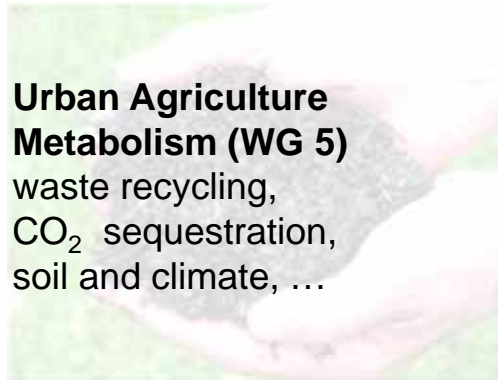 Urban Agriculture
Metabolism (WG 5)
waste recycling,
CO₂ sequestration,
soil and climate, …